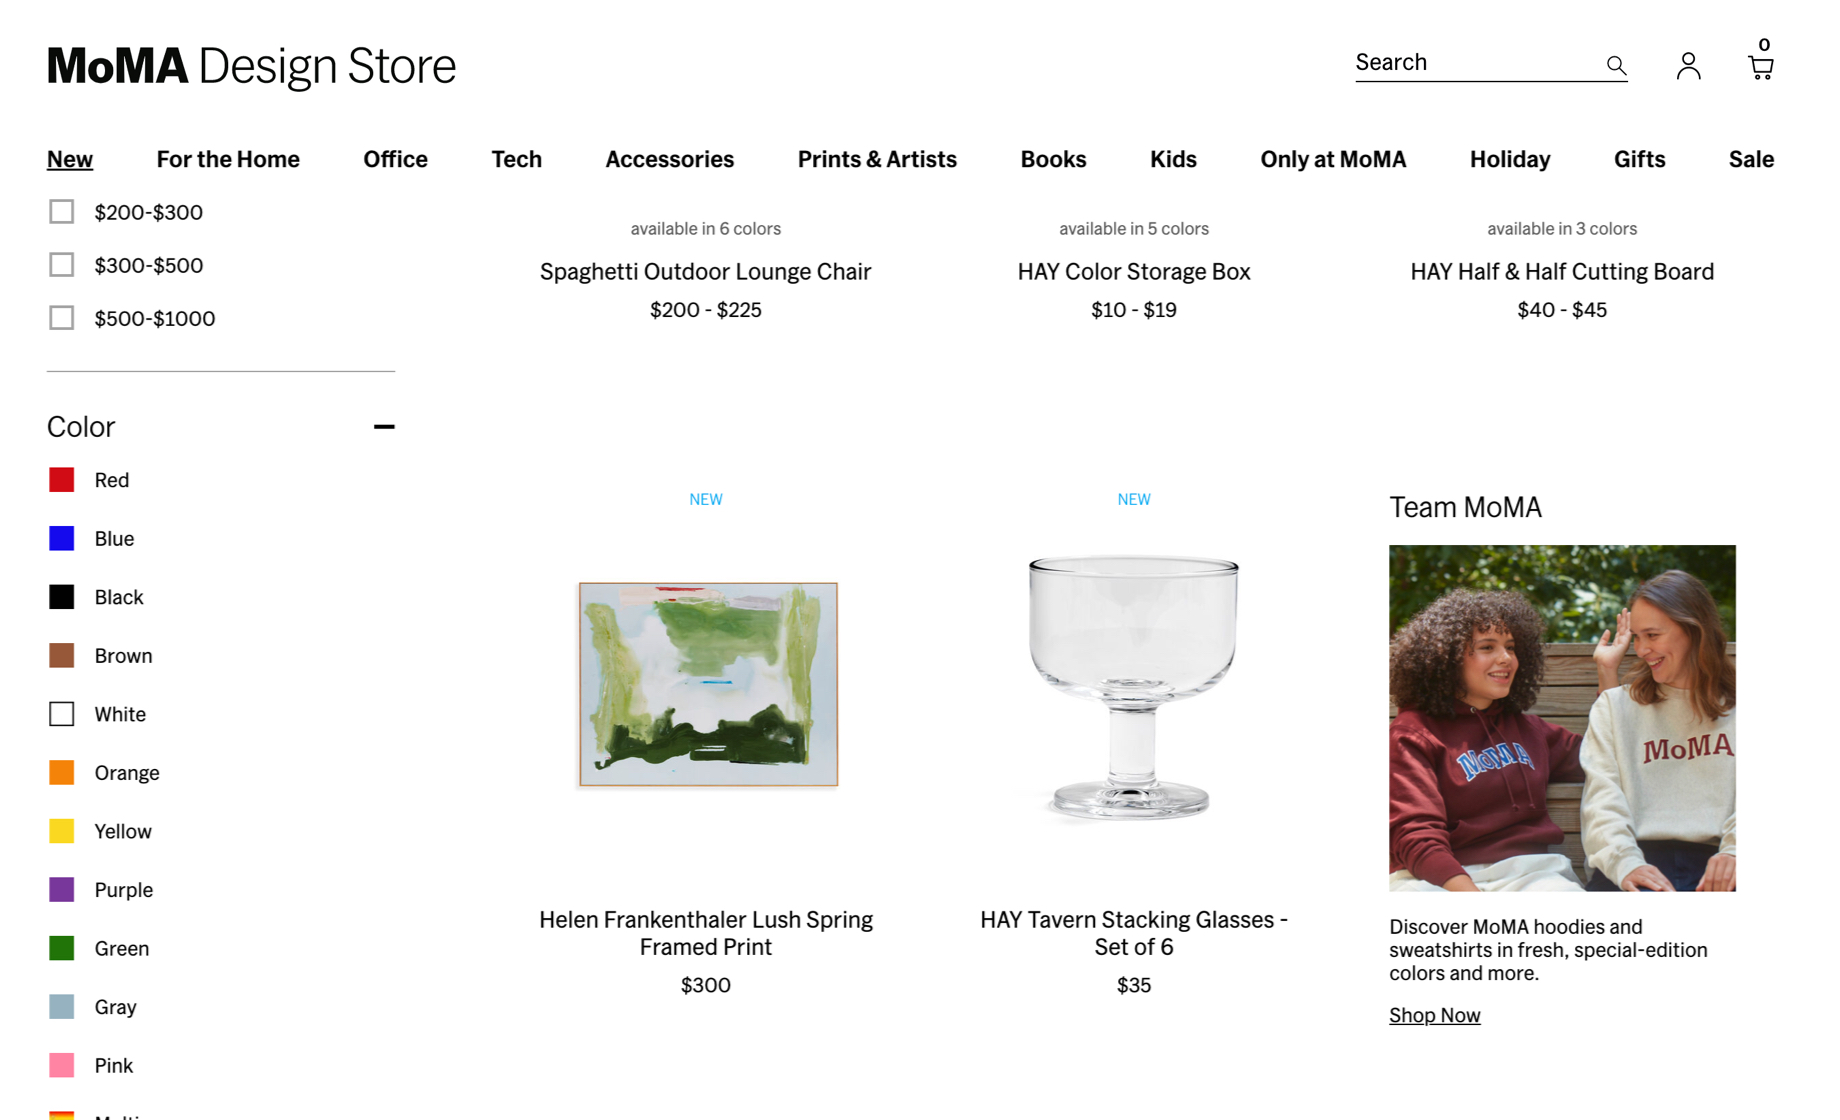 MoMA Design Store
Search
0
New
For the Home
Office
Tech
Accessories
Prints & Artists
Books
Kids
Only at MoMA
Holiday
Gifts
Sale
$200-$300
$300-$500
$500-$1000
Color
Red
Blue
Black
Brown
White
Orange
Yellow
Purple
Green
Gray
Pink
Multi
available in 6 colors
Spaghetti Outdoor Lounge Chair
$200 - $225
available in 5 colors
HAY Color Storage Box
$10 - $19
available in 3 colors
HAY Half & Half Cutting Board
$40 - $45
NEW
Helen Frankenthaler Lush Spring
Framed Print
$300
NEW
HAY Tavern Stacking Glasses -
Set of 6
$35
Team MoMA
MoMA
MoMA
Discover MoMA hoodies and
sweatshirts in fresh, special-edition
colors and more.
Shop Now